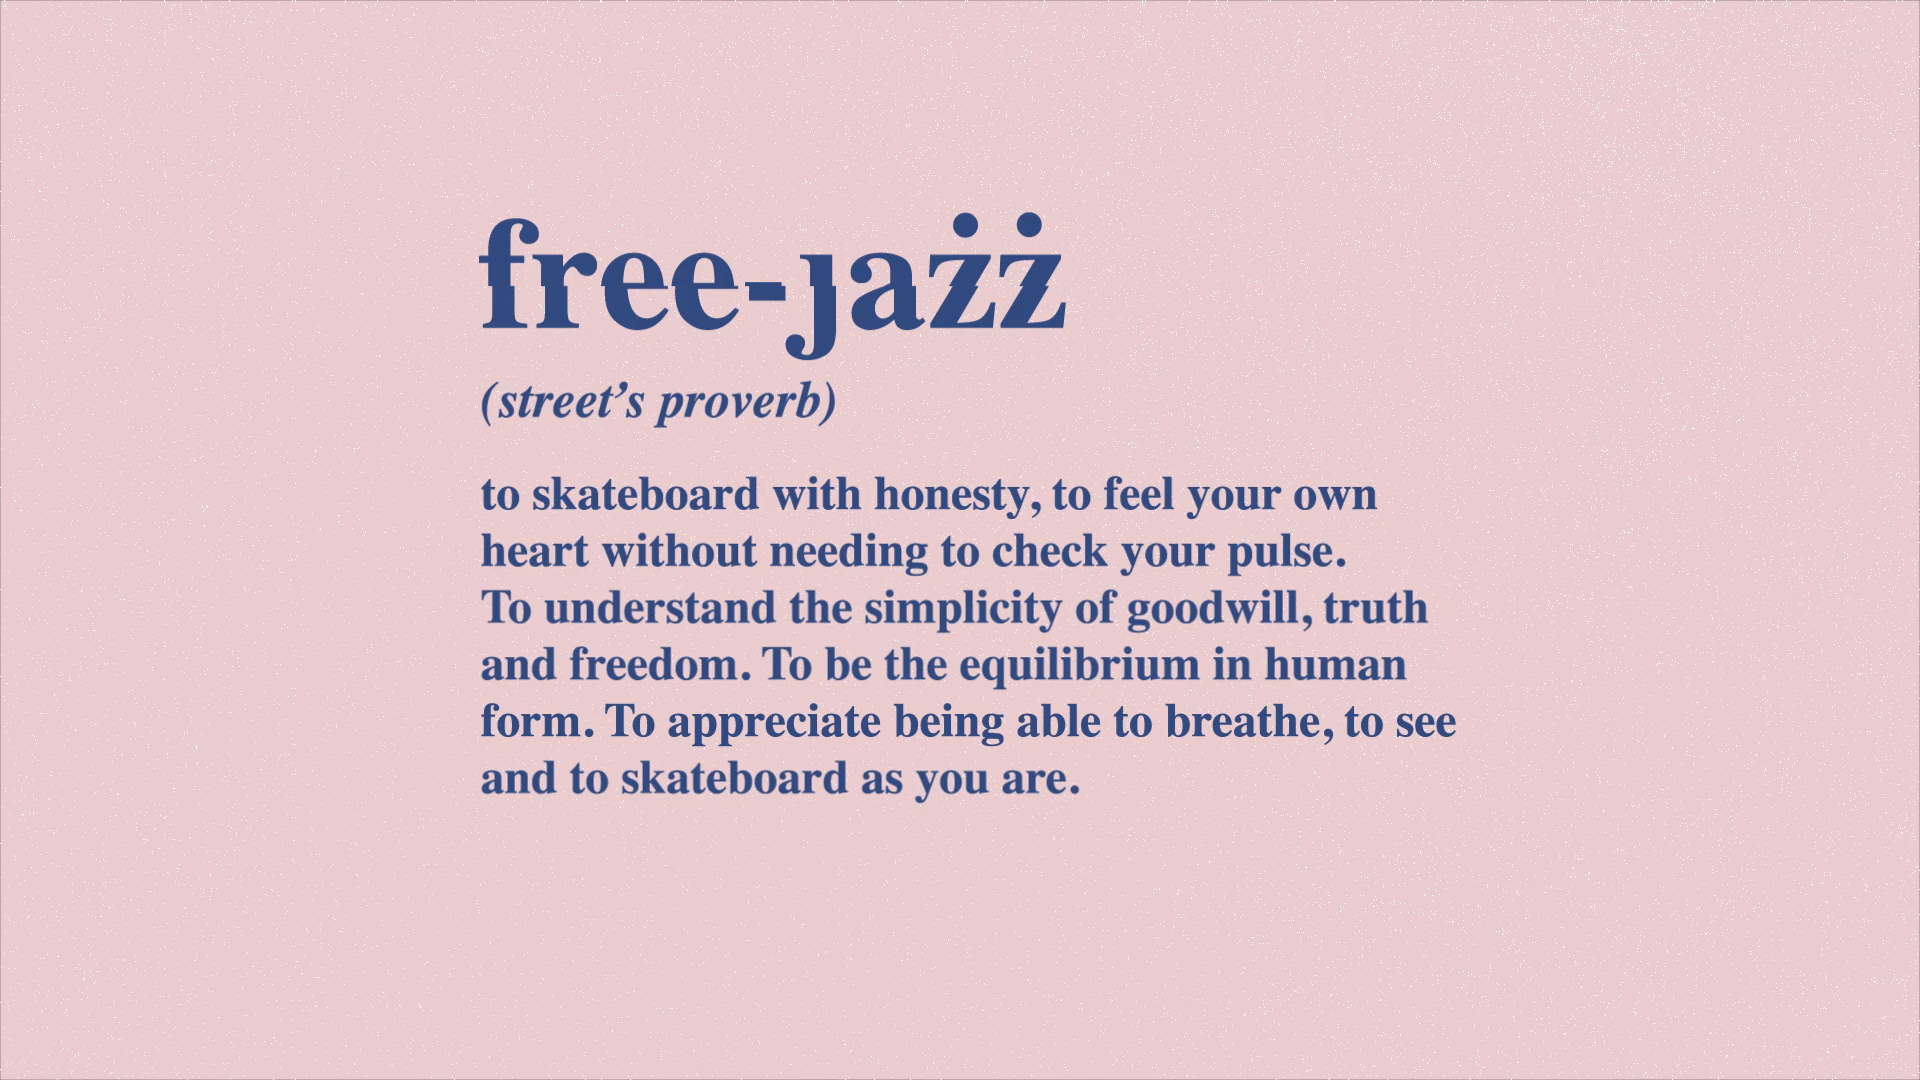 free-ȷażż
(street’s proverb)
to skateboard with honesty, to feel your own
heart without needing to check your pulse.
To understand the simplicity of goodwill, truth
and freedom. To be the equilibrium in human
form. To appreciate being able to breathe, to see
and to skateboard as you are.